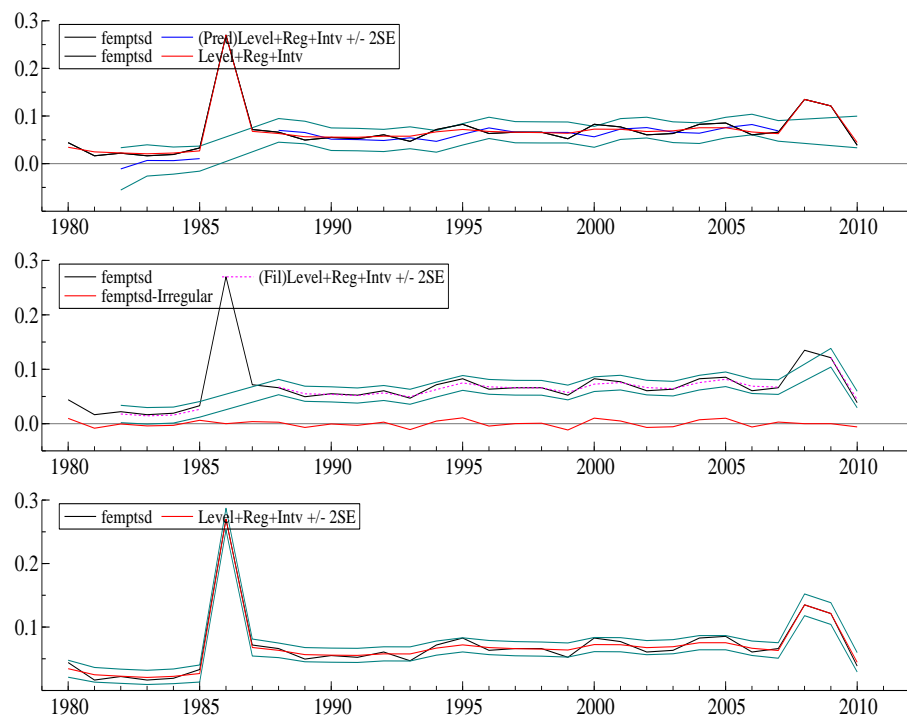 0.3
femptsd (Pred)Level+Reg+Intv +/- 2SE
femptsd Level+Reg+Intv
0.2
0.1
0.0
1980 1985 1990 1995 2000 2005 2010
0.3
femptsd (Fil)Level+Reg+Intv +/- 2SE
femptsd-Irregular
0.2
0.1
0.0
1980 1985 1990 1995 2000 2005 2010
0.3
femptsd Level+Reg+Intv +/- 2SE
0.2
0.1
1980 1985 1990 1995 2000 2005 2010